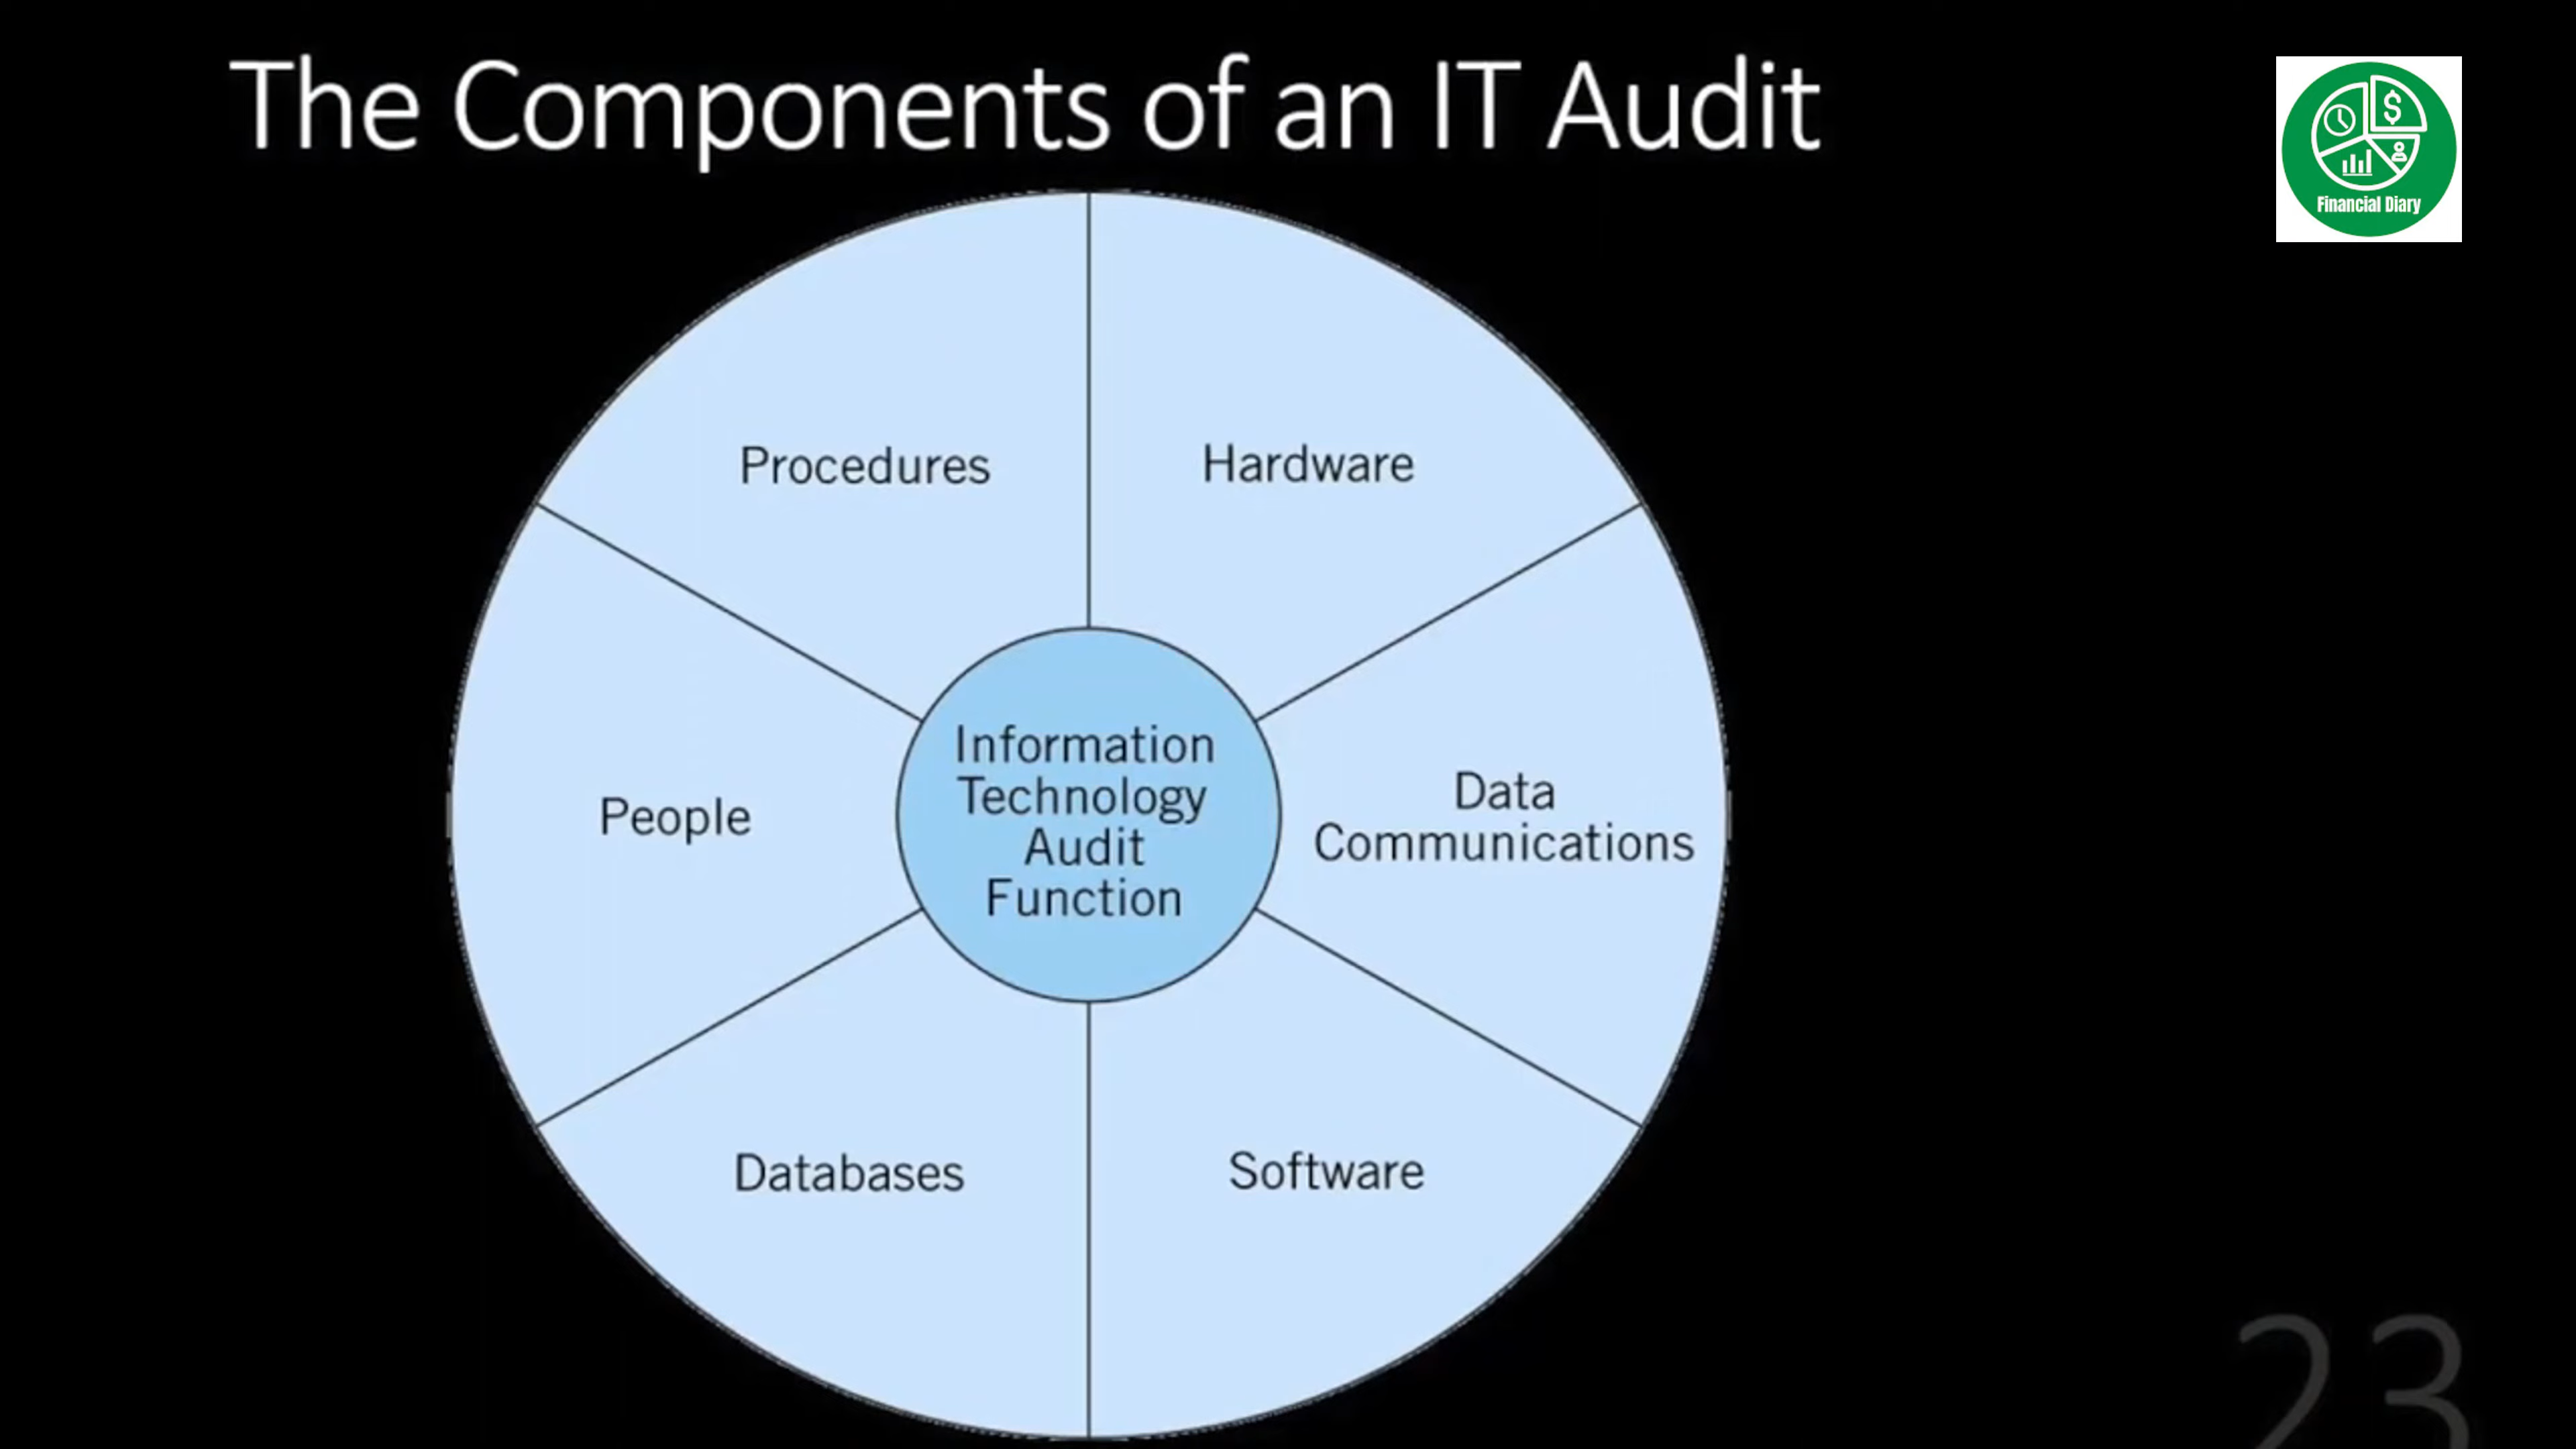 The Components of an IT Audit
$
Financial Diary
Procedures
Hardware
Information
Technology
Audit
Function
People
Data
Communications
Databases
Software
23